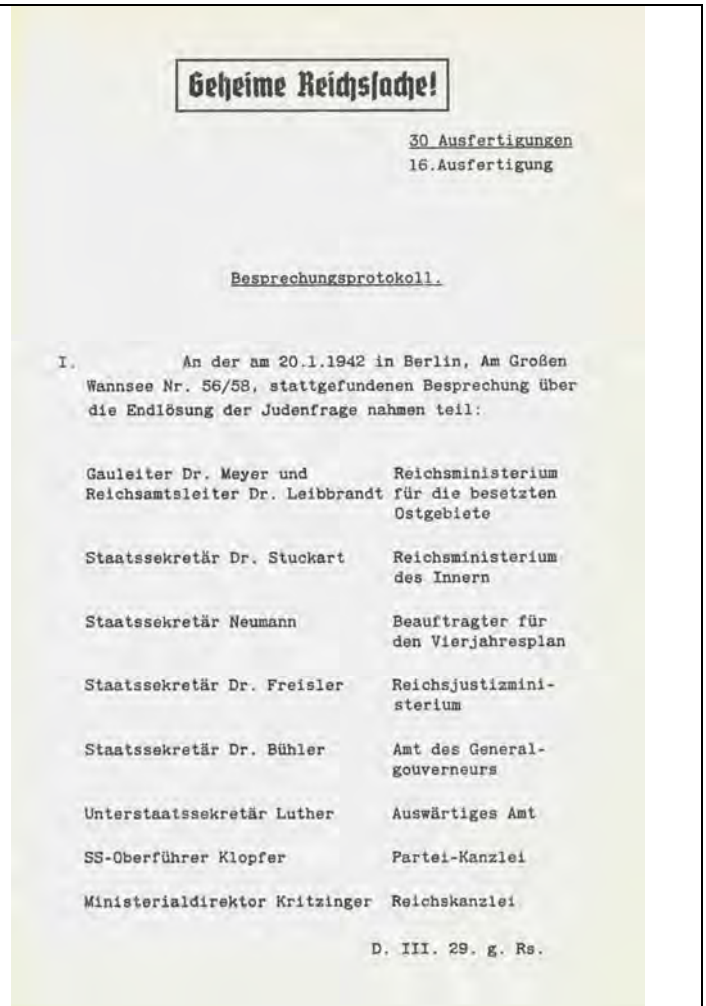 Geheime Reichssache!
30 Ausfertigungen
16.Ausfertigung
Besprechungsprotokoll.
I. An der am 20.1.1942 in Berlin, Am Großen
Wannsee Nr. 56/58, stattgefundenen Besprechung über
die Endlösung der Judenfrage nahmen teil:
Gauleiter Dr. Meyer und Reichsministerium
Reichsamtsleiter Dr. Leibbrandt für die besetzten
Ostgebiete
Staatssekretär Dr. Stuckart Reichsministerium
des Innern
Staatssekretär Neumann Beauftragter für
den Vierjahresplan
Staatssekretär Dr. Freisler Reichsjustizmini-
sterium
Staatssekretär Dr. Bühler Amt des General-
gouverneurs
Unterstaatssekretär Luther Auswärtiges Amt
SS-Oberführer Klopfer Partei-Kanzlei
Ministerialdirektor Kritzinger Reichskanzlei
D. III. 29. g. Rs.